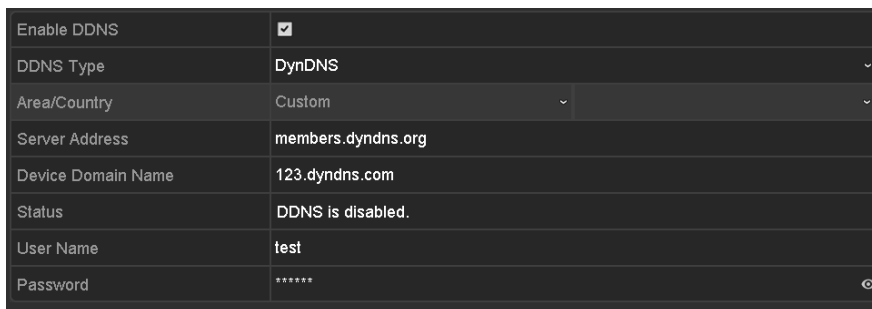 Enable DDNS
DDNS Type DynDNS
Area/Country Custom
Server Address members.dyndns.org
Device Domain Name 123.dyndns.com
Status DDNS is disabled.
User Name test
Password ******